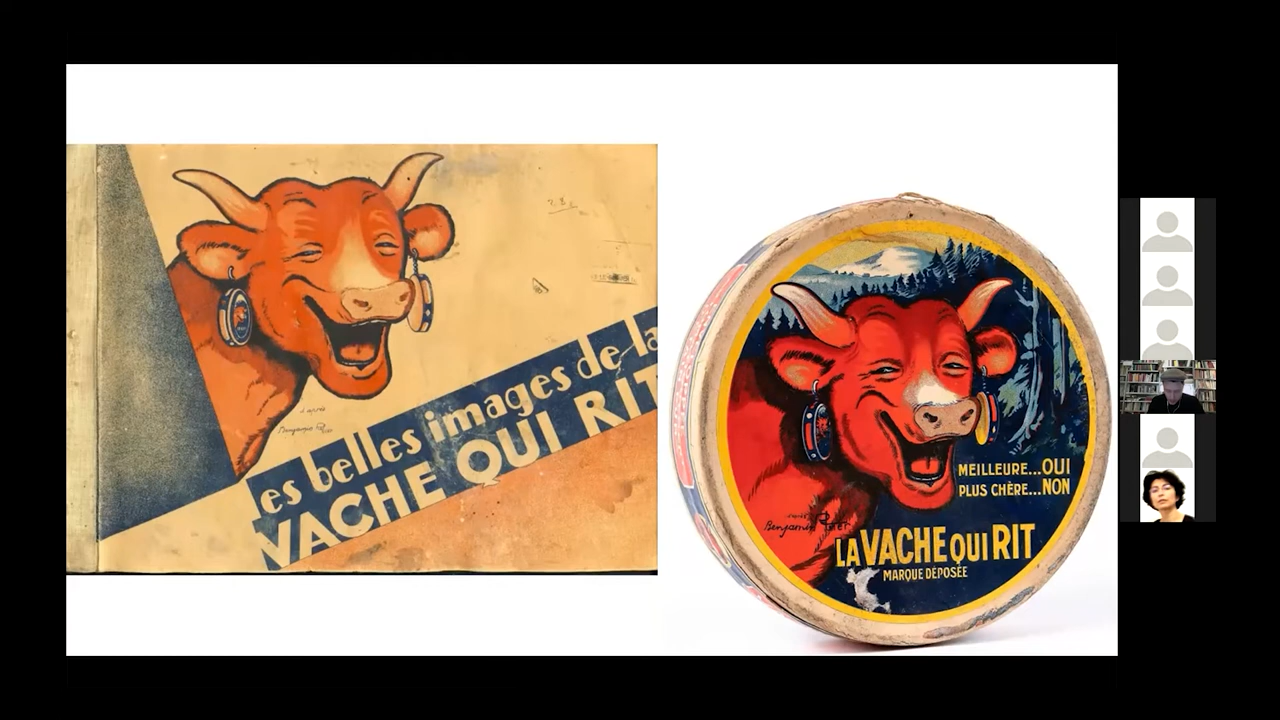 es belles images de la
VACHE QUI RIT
d'après
Benjamin
MEILLEURE...OUI
PLUS CHÈRE...NON
d'après
Benjamin Rabier
LA VACHE QUI RIT
MARQUE DÉPOSÉE